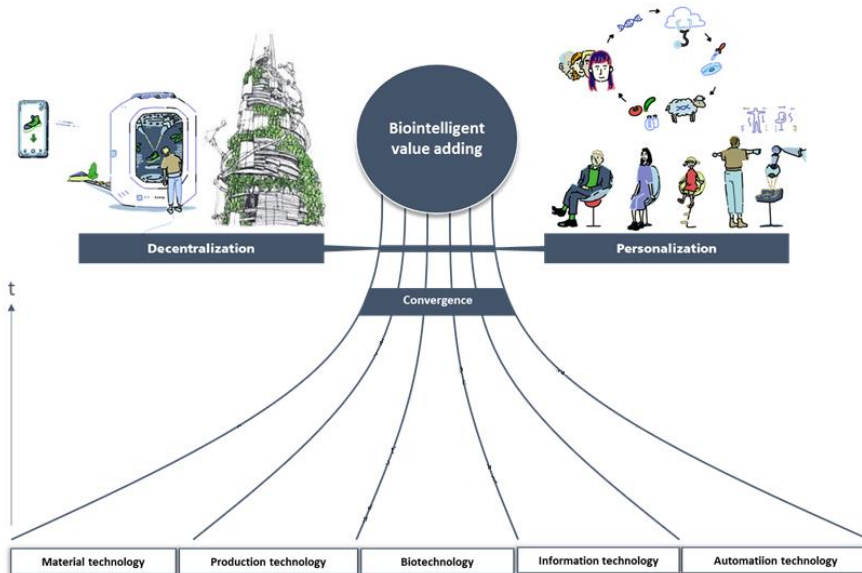 Biointelligent
value adding
Decentralization
Personalization
t
Convergence
Material technology
Production technology
Biotechnology
Information technology
Automatiion technology